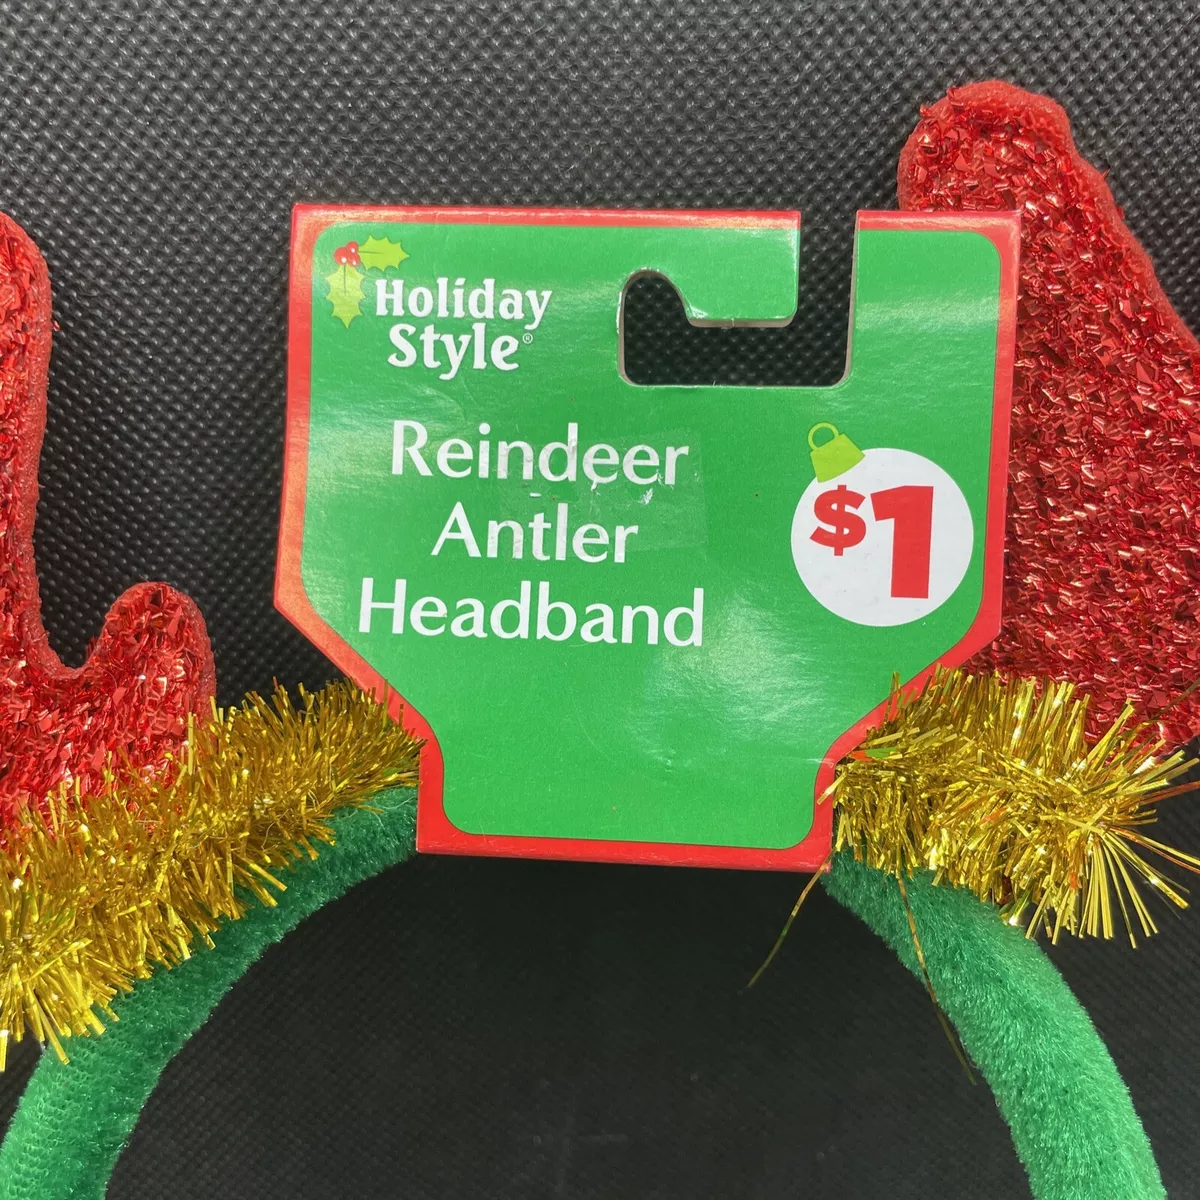 Holiday
Style®
Reindeer
Antler
Headband
$1